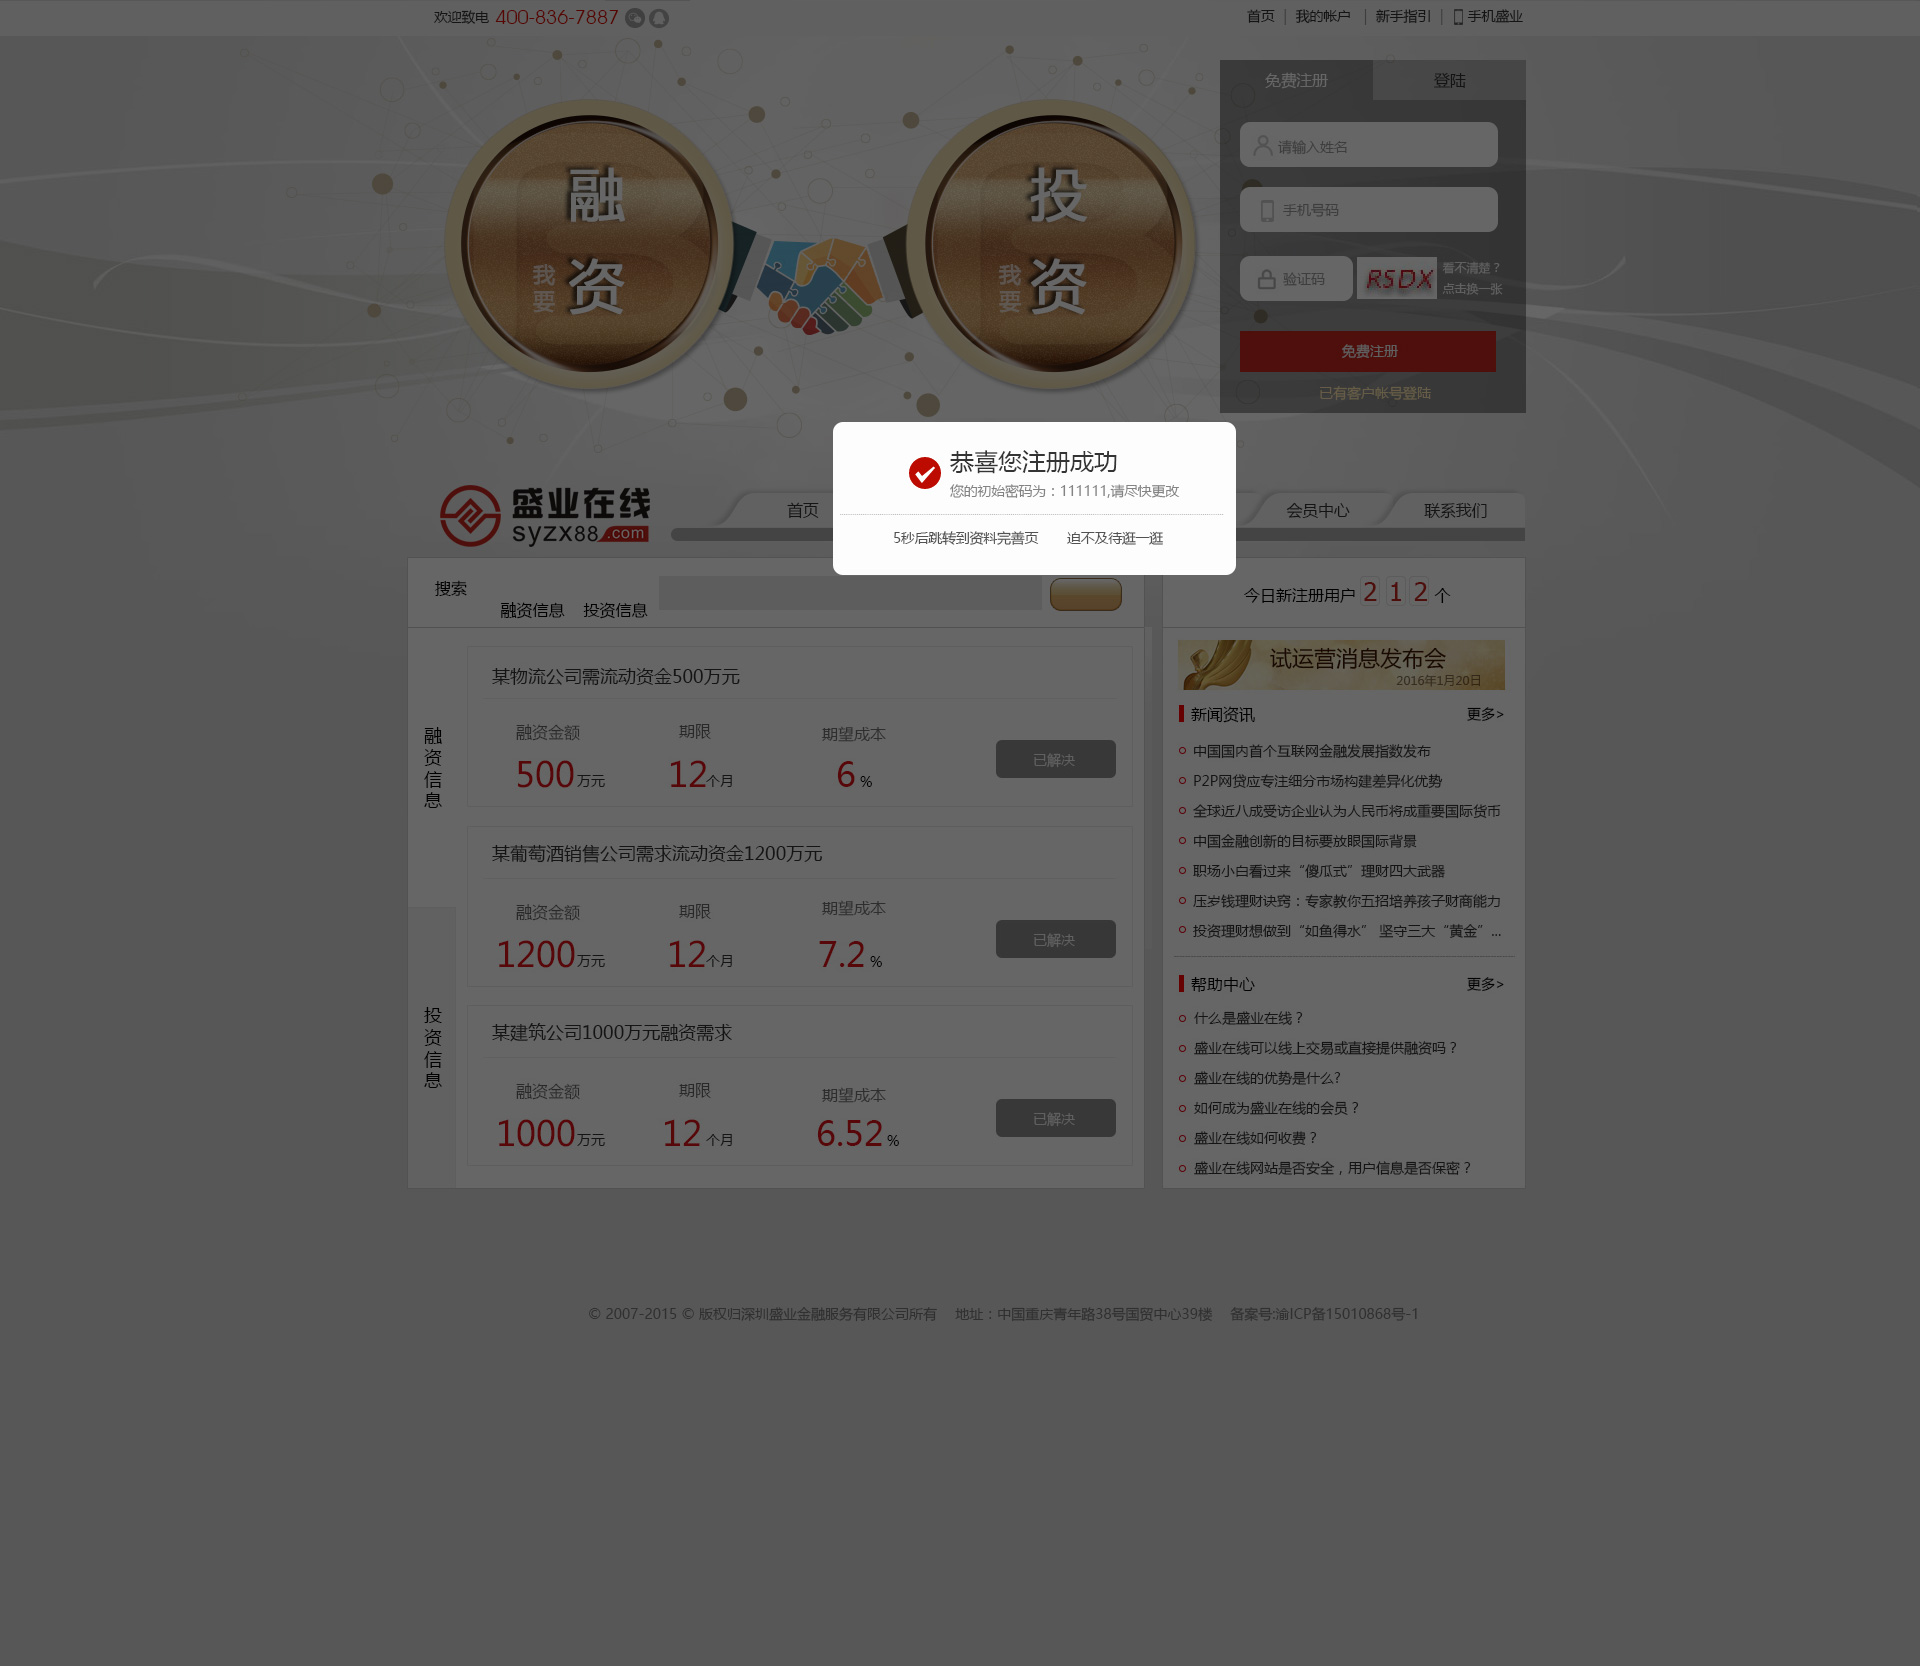 欢迎致电 400-836-7887
首页 | 我的帐户 | 新手指引 | 手机盛业
免费注册 登陆
请输入姓名
手机号码
验证码 RSDX 看不清楚？
点击换一张
免费注册
已有客户帐号登陆
我要
融资
我要
投资
恭喜您注册成功
您的初始密码为：111111,请尽快更改
5秒后跳转到资料完善页 迫不及待逛一逛
盛业在线
syzx88.com
首页 会员中心 联系我们
搜索 融资信息 投资信息
今日新注册用户 2 1 2 个
融资信息
投资信息
某物流公司需流动资金500万元
融资金额 期限 期望成本
500万元 12个月 6 % 已解决
某葡萄酒销售公司需求流动资金1200万元
融资金额 期限 期望成本
1200万元 12个月 7.2 % 已解决
某建筑公司1000万元融资需求
融资金额 期限 期望成本
1000万元 12个月 6.52 % 已解决
试运营消息发布会
2016年1月20日
新闻资讯 更多>
中国国内首个互联网金融发展指数发布
P2P网贷应专注细分市场构建差异化优势
全球近八成受访企业认为人民币将成重要国际货币
中国金融创新的目标要放眼国际背景
职场小白看过来“傻瓜式”理财四大武器
压岁钱理财诀窍：专家教你五招培养孩子财商能力
投资理财想做到“如鱼得水” 坚守三大“黄金”...
帮助中心 更多>
什么是盛业在线？
盛业在线可以线上交易或直接提供融资吗？
盛业在线的优势是什么?
如何成为盛业在线的会员？
盛业在线如何收费？
盛业在线网站是否安全，用户信息是否保密？
© 2007-2015 © 版权归深圳盛业金融服务有限公司所有 地址：中国重庆青年路38号国贸中心39楼 备案号:渝ICP备15010868号-1